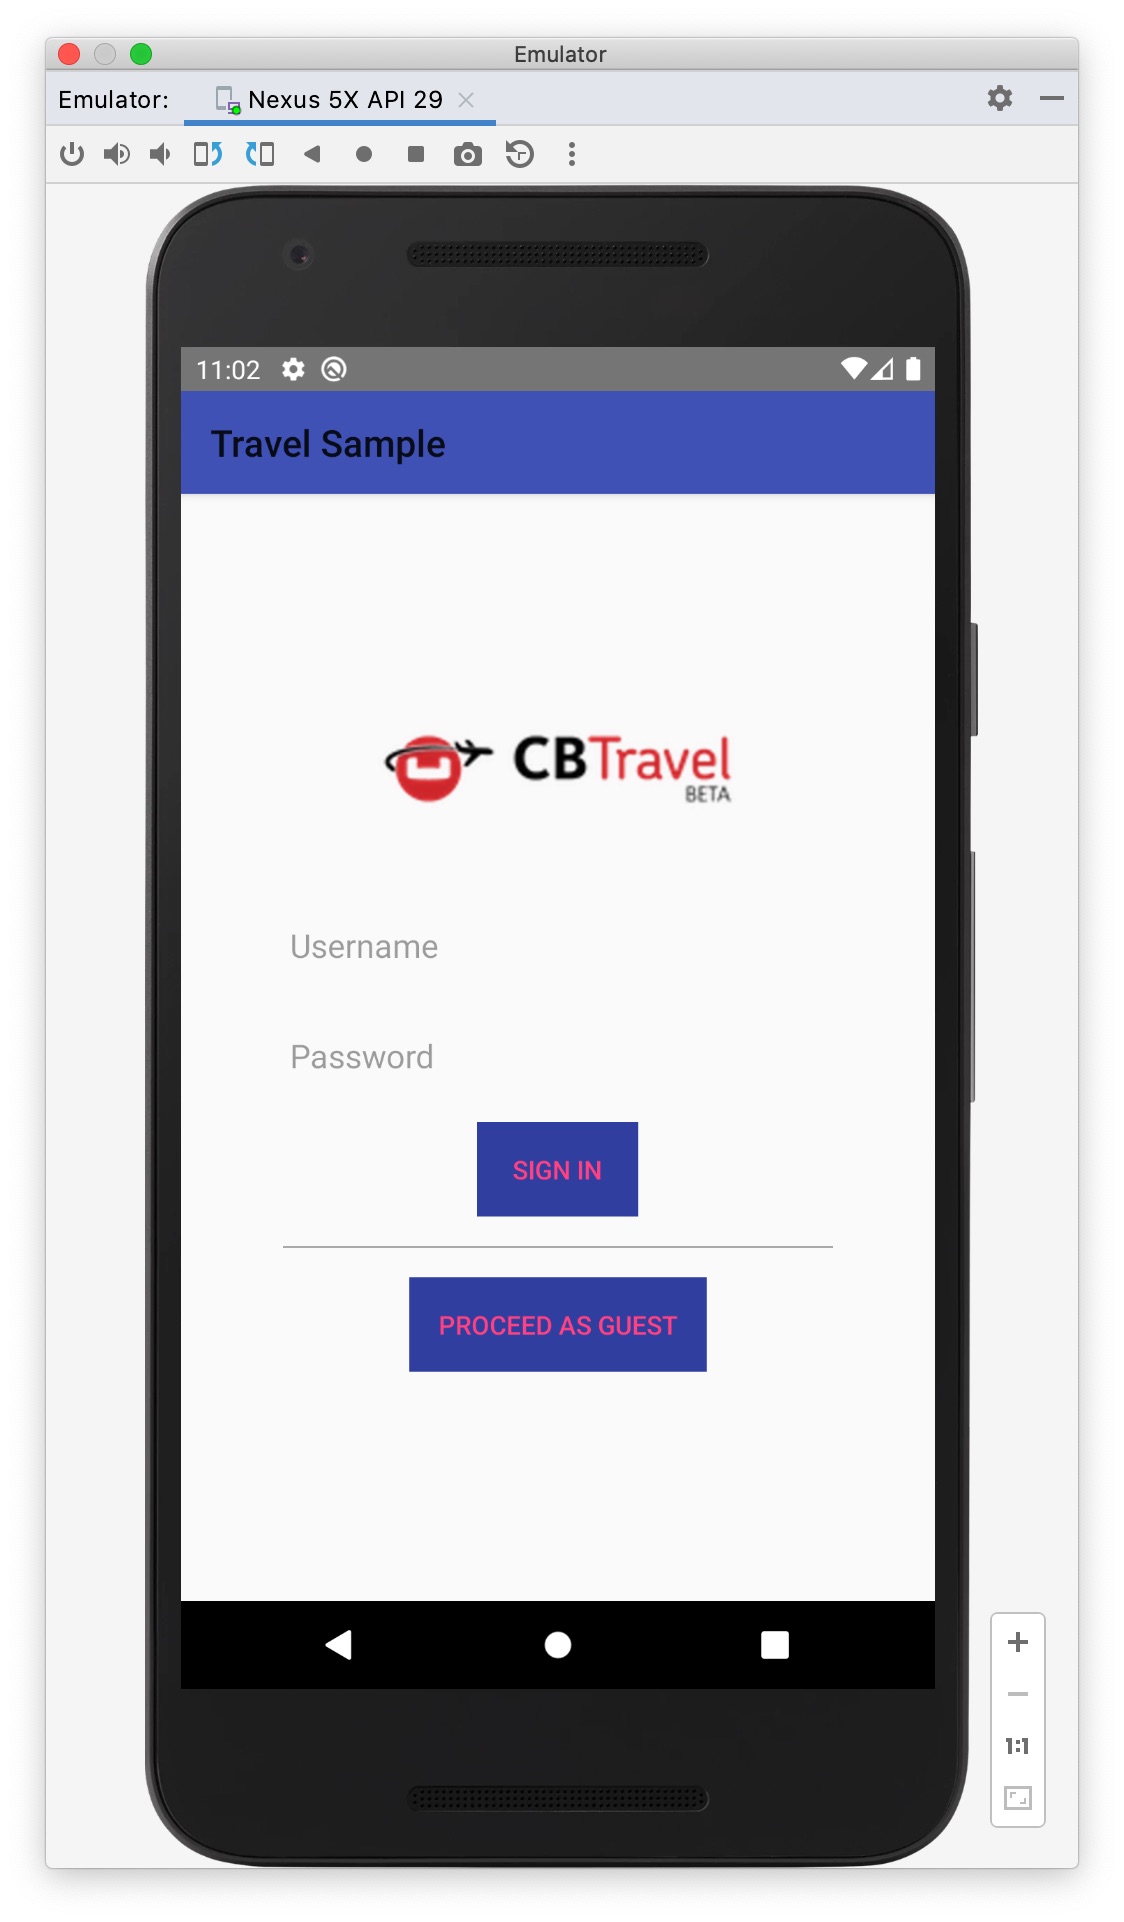 Emulator
Emulator: Nexus 5X API 29
11:02
Travel Sample
CBTravel
BETA
Username
Password
SIGN IN
PROCEED AS GUEST
1:1